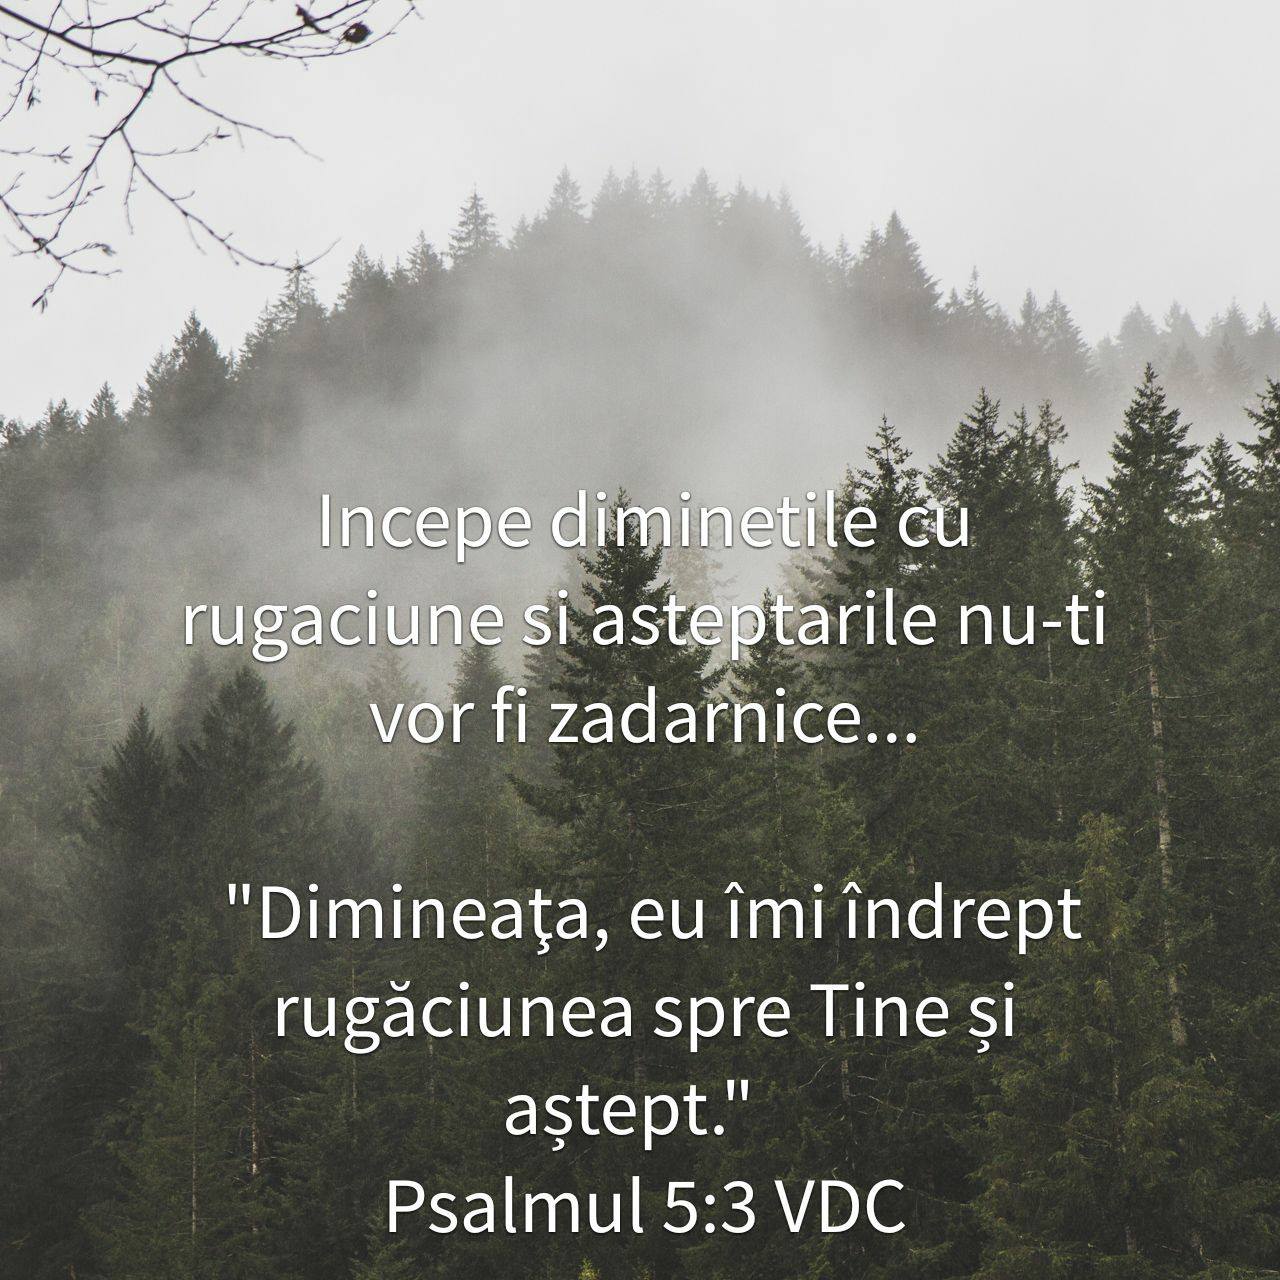 Incepe diminetile cu
rugaciune si asteptarile nu-ti
vor fi zadarnice...
"Dimineaţa, eu îmi îndrept
rugăciunea spre Tine și
aștept."
Psalmul 5:3 VDC